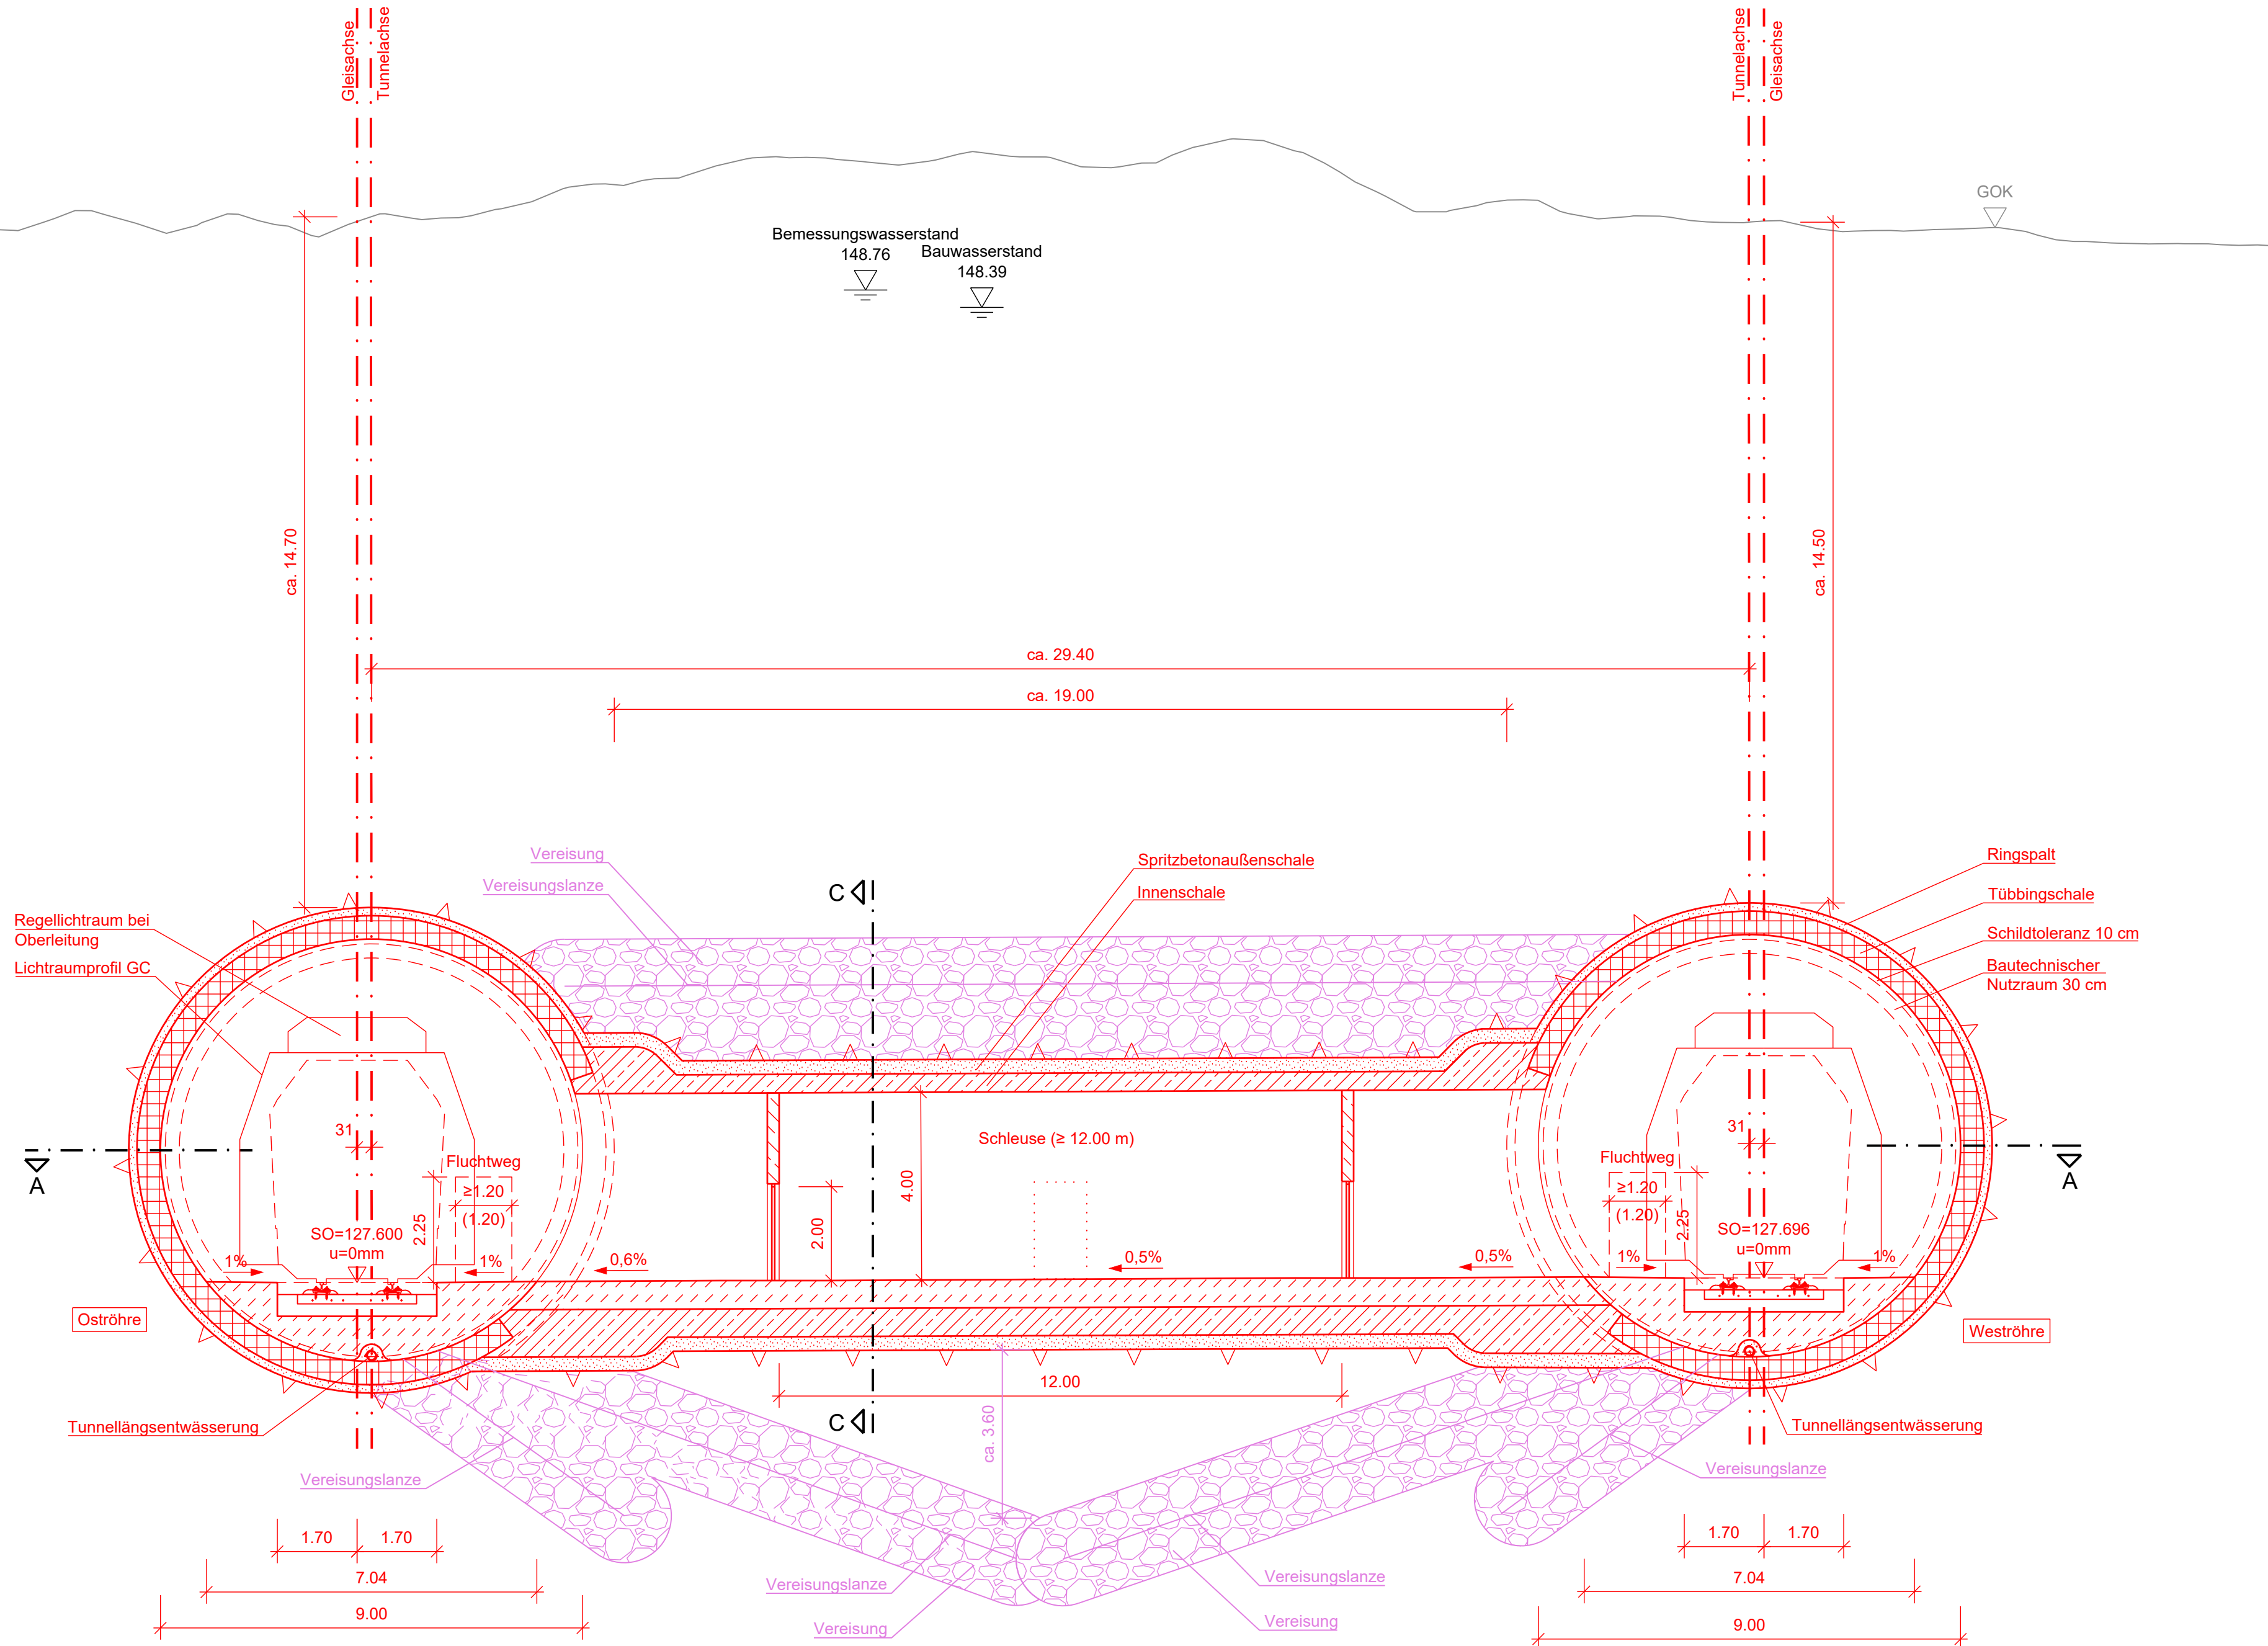 Gleisachse
Tunnelachse
Tunnelachse
Gleisachse
GOK
Bemessungswasserstand
148.76
Bauwasserstand
148.39
ca. 14.70
ca. 14.50
ca. 29.40
ca. 19.00
Vereisung
Vereisungslanze
C
Spritzbetonaußenschale
Innenschale
Ringspalt
Tübbingschale
Schildtoleranz 10 cm
Bautechnischer
Nutzraum 30 cm
Regellichtraum bei
Oberleitung
Lichtraumprofil GC
31
Fluchtweg
≥1.20
(1.20)
2.25
SO=127.600
u=0mm
1%
1%
0,6%
2.00
4.00
Schleuse (≥ 12.00 m)
0,5%
0,5%
31
Fluchtweg
≥1.20
(1.20)
2.25
SO=127.696
u=0mm
1%
1%
A
A
Oströhre
Weströhre
12.00
C
ca. 3.60
Tunnellängsentwässerung
Tunnellängsentwässerung
Vereisungslanze
Vereisungslanze
1.70
1.70
7.04
9.00
Vereisungslanze
Vereisung
Vereisungslanze
Vereisung
1.70
1.70
7.04
9.00